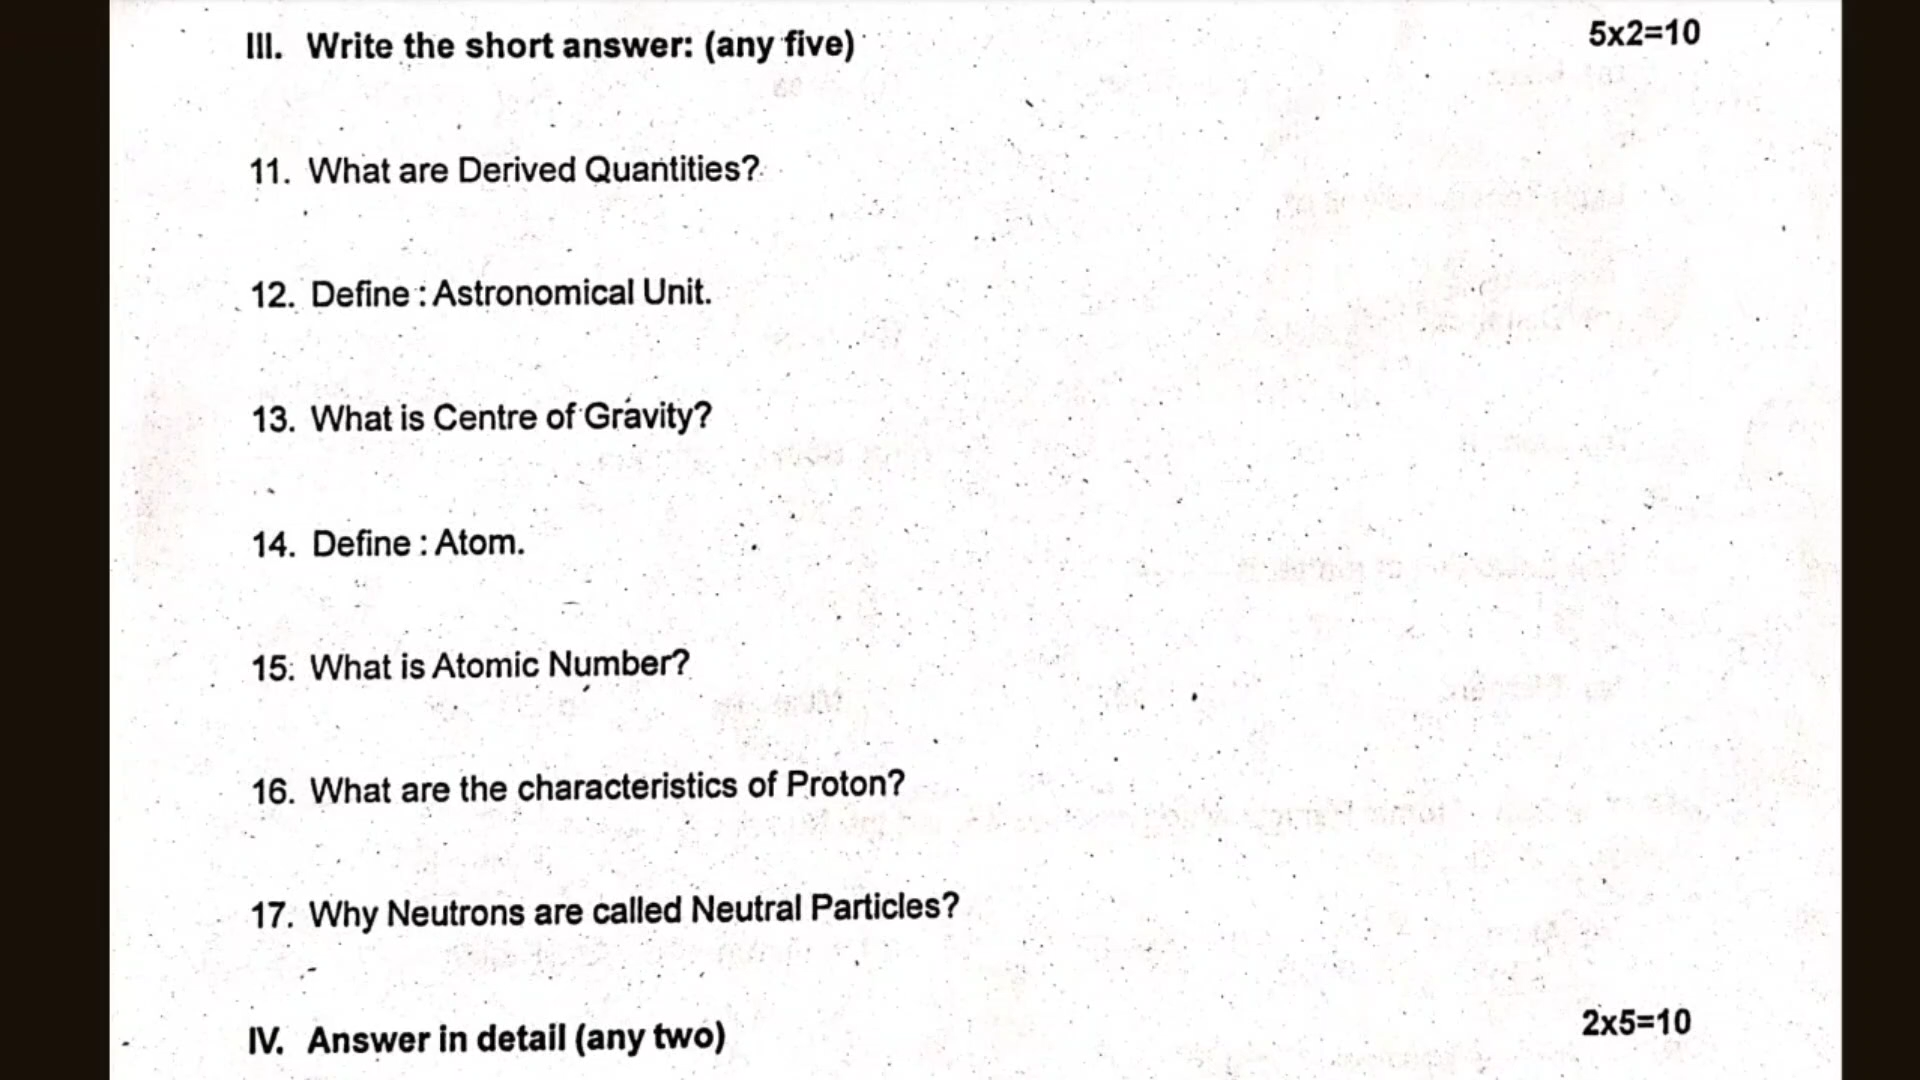 III. Write the short answer: (any five) 5x2=10
11. What are Derived Quantities?
12. Define : Astronomical Unit.
13. What is Centre of Gravity?
14. Define : Atom.
15. What is Atomic Number?
16. What are the characteristics of Proton?
17. Why Neutrons are called Neutral Particles?
IV. Answer in detail (any two) 2x5=10